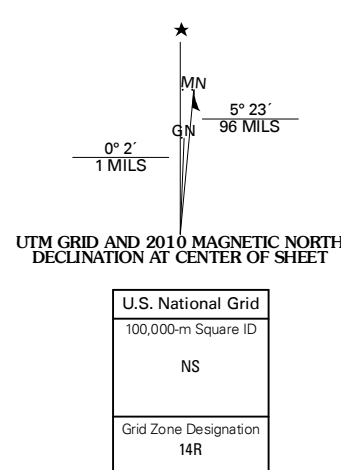 ★
MN
GN
5° 23´
96 MILS
0° 2´
1 MILS
UTM GRID AND 2010 MAGNETIC NORTH
DECLINATION AT CENTER OF SHEET
U.S. National Grid
100,000-m Square ID
NS
Grid Zone Designation
14R